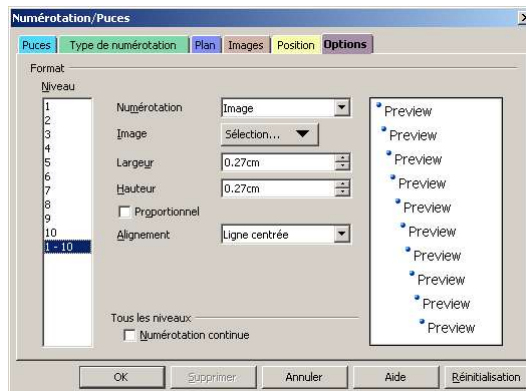 Numérotation/Puces
Puces Type de numérotation Plan Images Position Options
Format
Niveau
1
2
3
4
5
6
7
8
9
10
1 - 10
Numérotation Image
Image Sélection...
Largeur 0.27cm
Hauteur 0.27cm
Proportionnel
Alignement Ligne centrée
Tous les niveaux
Numérotation continue
Preview
Preview
Preview
Preview
Preview
Preview
Preview
Preview
Preview
Preview
OK Supprimer Annuler Aide Réinitialisation